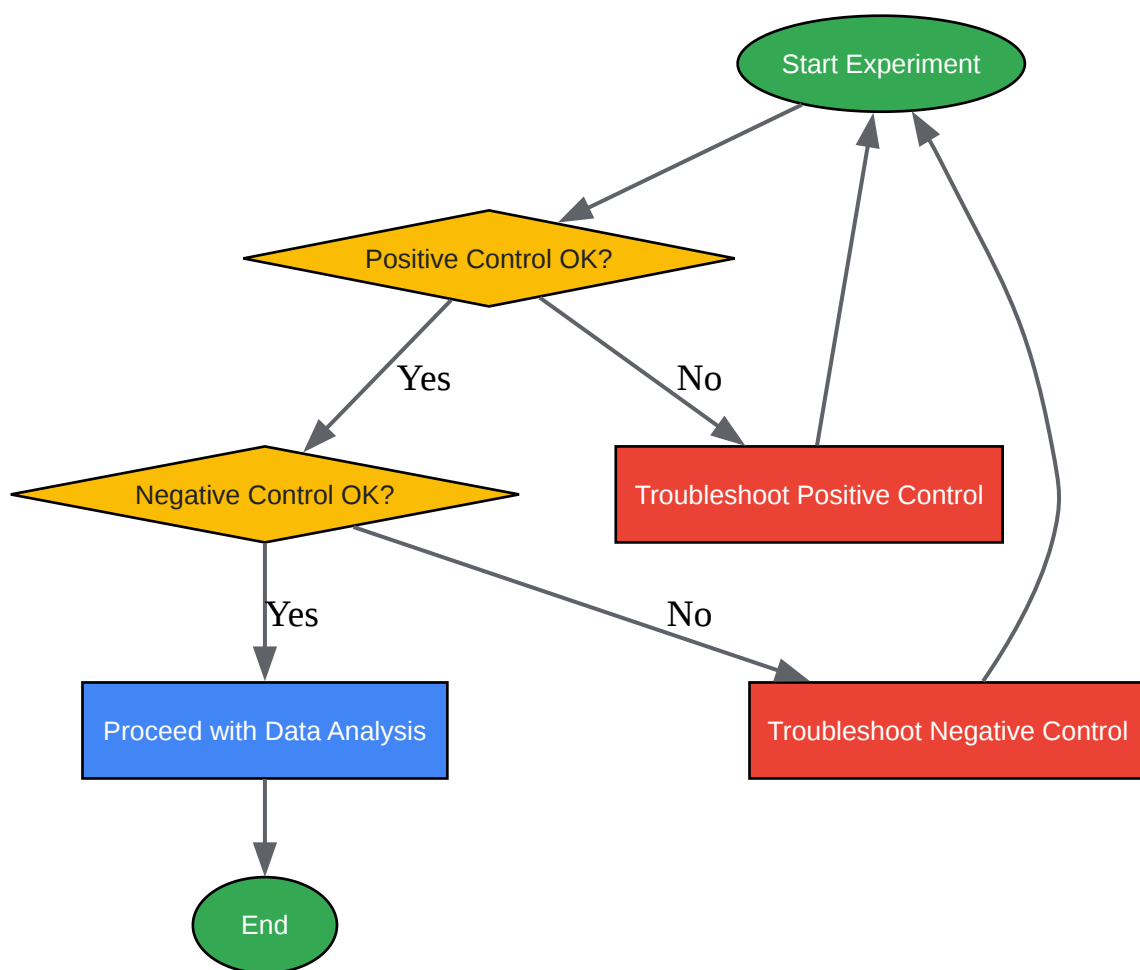 Start Experiment
Positive Control OK?
Yes
No
Negative Control OK?
Troubleshoot Positive Control
Yes
No
Proceed with Data Analysis
Troubleshoot Negative Control
End